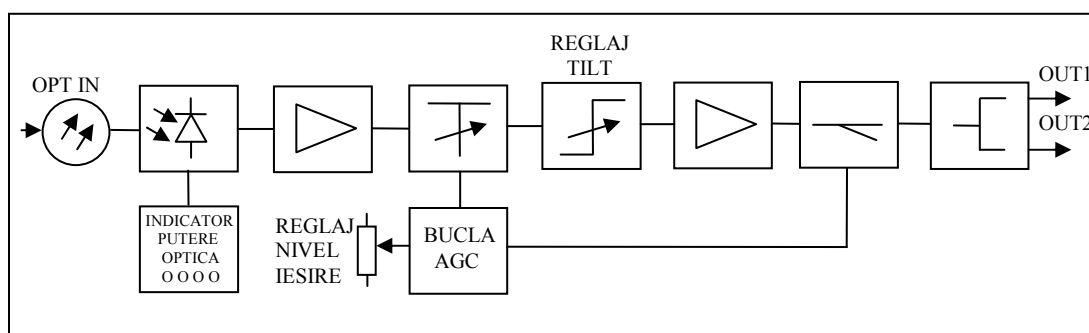 REGLAJ
TILT
OPT IN
OUT1
OUT2
INDICATOR
PUTERE
OPTICA
O O O O
REGLAJ
NIVEL
IESIRE
BUCLA
AGC